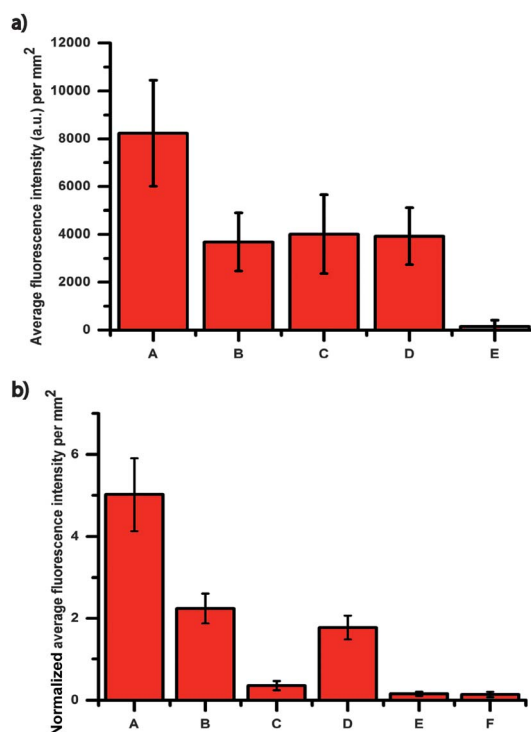 a)
Average fluorescence intensity (a.u.) per mm²
12000
10000
8000
6000
4000
2000
0
A B C D E
b)
Normalized average fluorescence intensity per mm²
6
4
2
0
A B C D E F